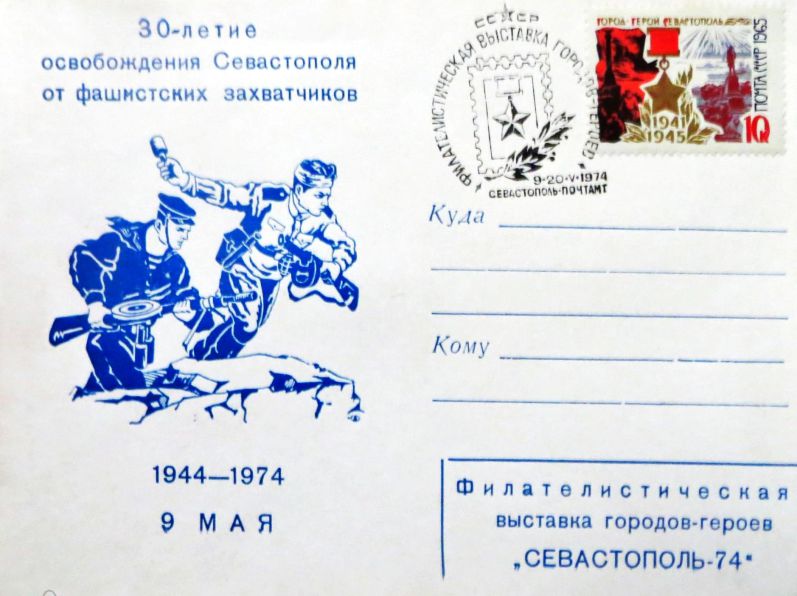 30-летие
освобождения Севастополя
от фашистских захватчиков
1944—1974
9 МАЯ
СССР
ФИЛАТЕЛИСТИЧЕСКАЯ ВЫСТАВКА ГОРОДОВ-ГЕРОЕВ
9-20·V·1974
СЕВАСТОПОЛЬ-ПОЧТАМТ
ГОРОД-ГЕРОЙ СЕВАСТОПОЛЬ
1941
1945
ПОЧТА СССР 1965
10
Куда
Кому
Филателистическая
выставка городов-героев
„СЕВАСТОПОЛЬ-74"